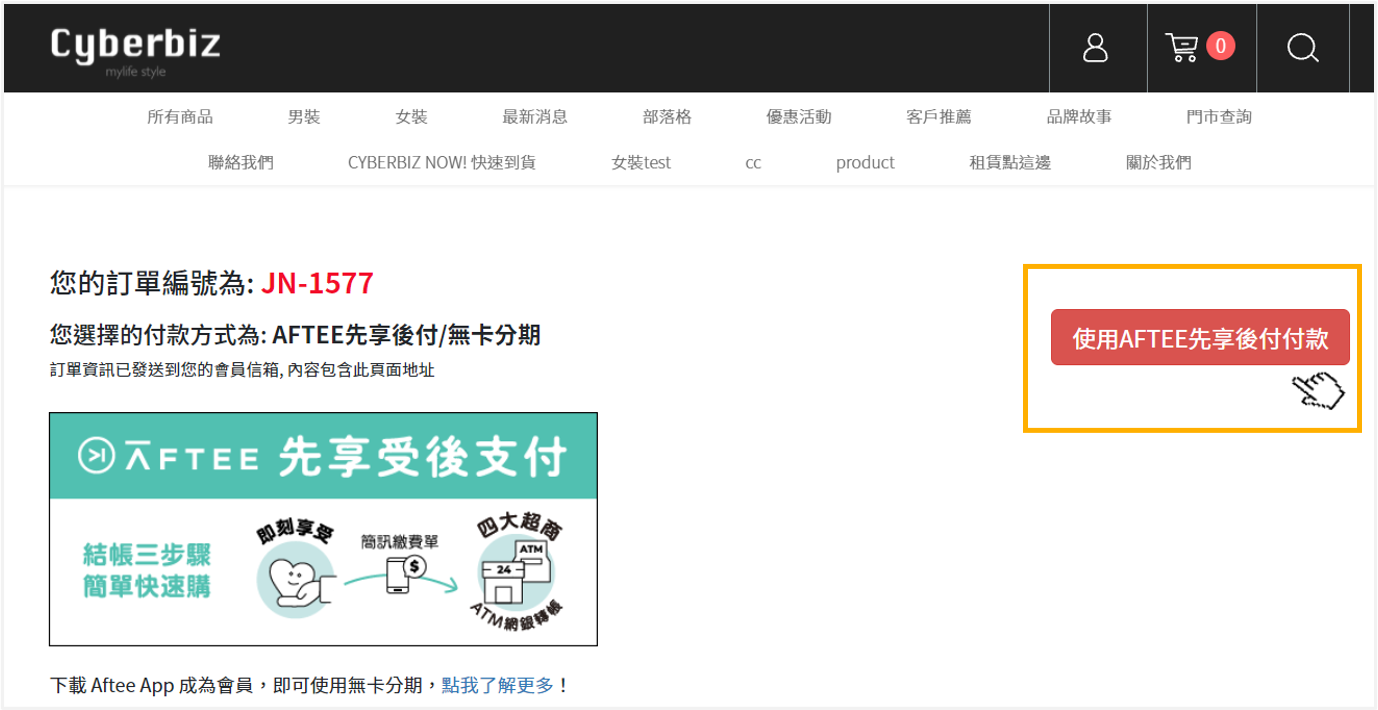 Cyberbiz
mylife style
0
所有商品 男裝 女裝 最新消息 部落格 優惠活動 客戶推薦 品牌故事 門市查詢
聯絡我們 CYBERBIZ NOW! 快速到貨 女裝test cc product 租賃點這邊 關於我們
您的訂單編號為: JN-1577
您選擇的付款方式為: AFTEE先享後付/無卡分期
訂單資訊已發送到您的會員信箱, 內容包含此頁面地址
使用AFTEE先享後付付款
AFTEE 先享受後支付
結帳三步驟
簡單快速購
即刻享受
簡訊繳費單
$
四大超商
ATM
24
ATM網銀轉帳
下載 Aftee App 成為會員，即可使用無卡分期，點我了解更多！